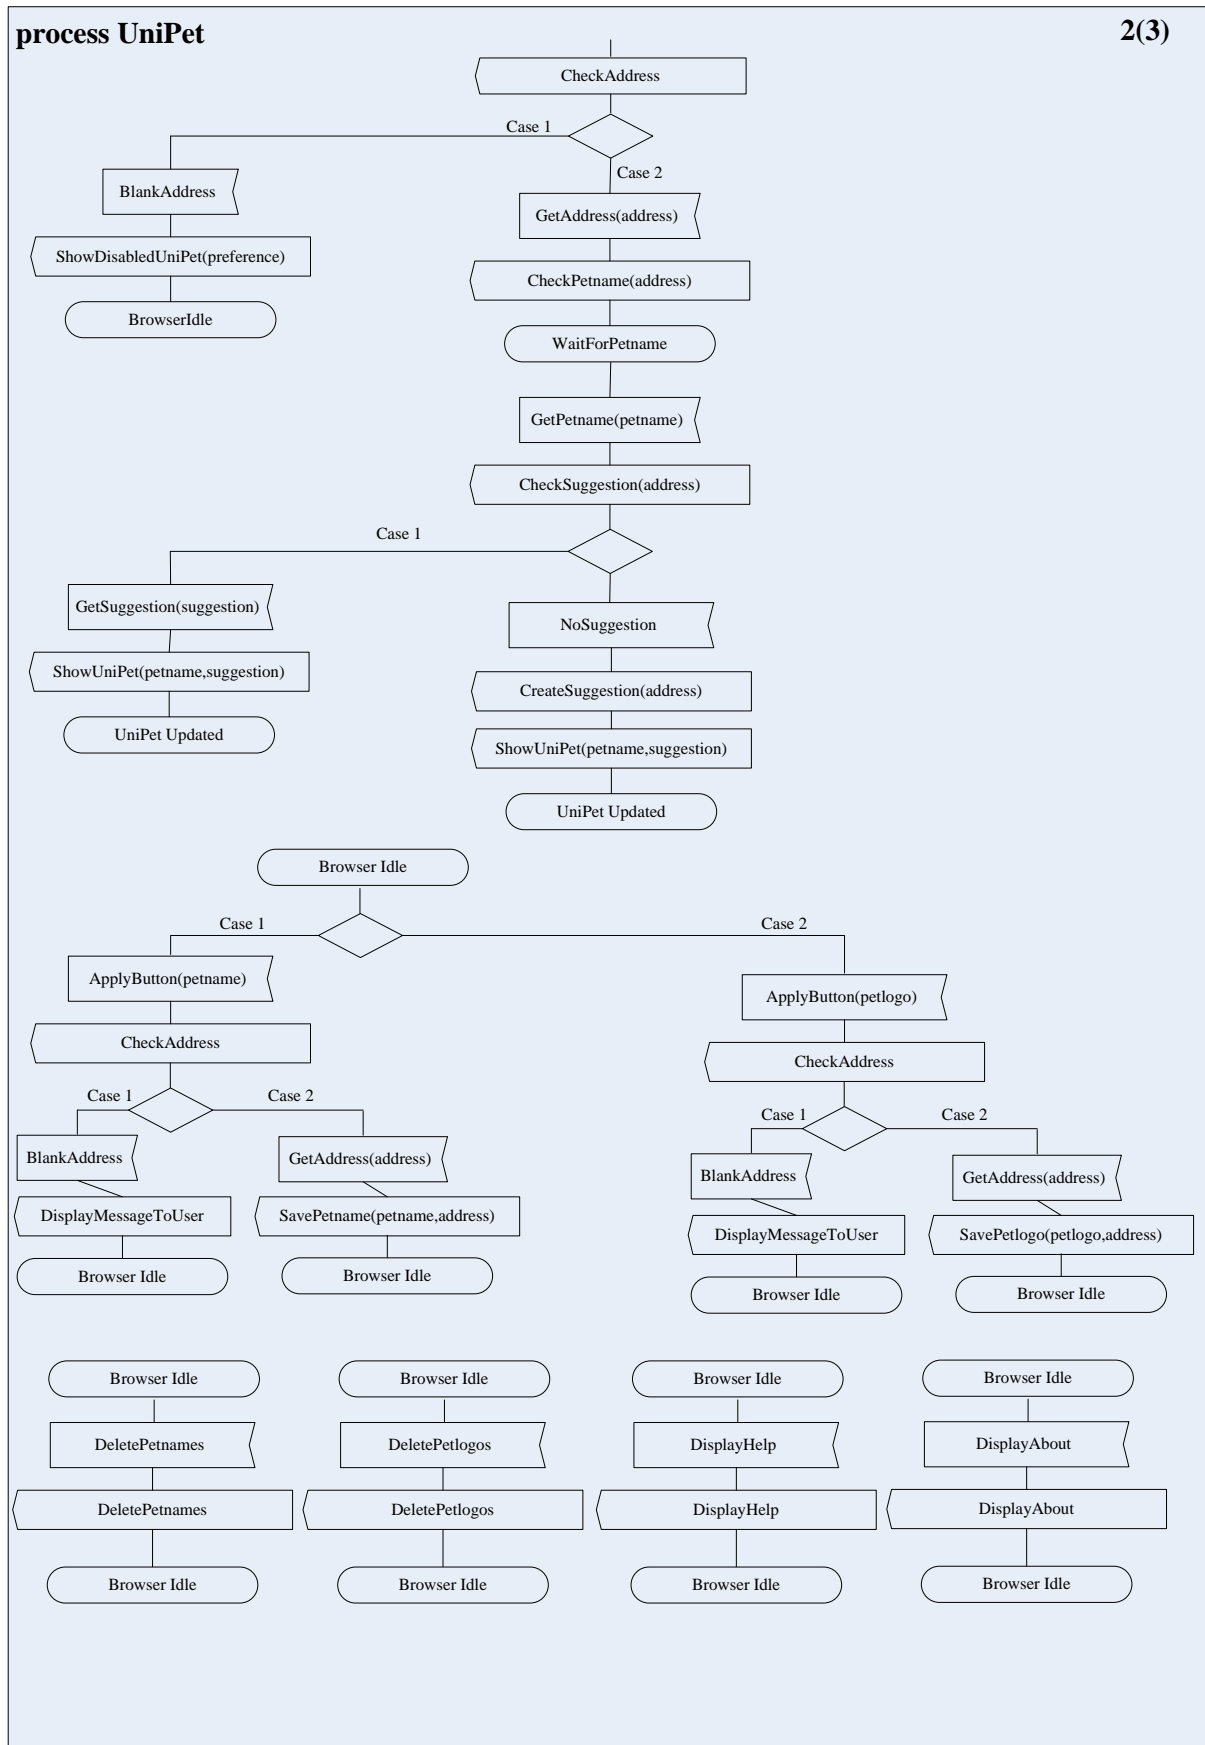 process UniPet
2(3)
CheckAddress
Case 1
Case 2
BlankAddress
GetAddress(address)
ShowDisabledUniPet(preference)
CheckPetname(address)
BrowserIdle
WaitForPetname
GetPetname(petname)
CheckSuggestion(address)
Case 1
GetSuggestion(suggestion)
NoSuggestion
ShowUniPet(petname,suggestion)
CreateSuggestion(address)
UniPet Updated
ShowUniPet(petname,suggestion)
UniPet Updated
Browser Idle
Case 1
Case 2
ApplyButton(petname)
ApplyButton(petlogo)
CheckAddress
CheckAddress
Case 1
Case 2
Case 1
Case 2
BlankAddress
GetAddress(address)
BlankAddress
GetAddress(address)
DisplayMessageToUser
SavePetname(petname,address)
DisplayMessageToUser
SavePetlogo(petlogo,address)
Browser Idle
Browser Idle
Browser Idle
Browser Idle
Browser Idle
Browser Idle
Browser Idle
Browser Idle
DeletePetnames
DeletePetlogos
DisplayHelp
DisplayAbout
DeletePetnames
DeletePetlogos
DisplayHelp
DisplayAbout
Browser Idle
Browser Idle
Browser Idle
Browser Idle